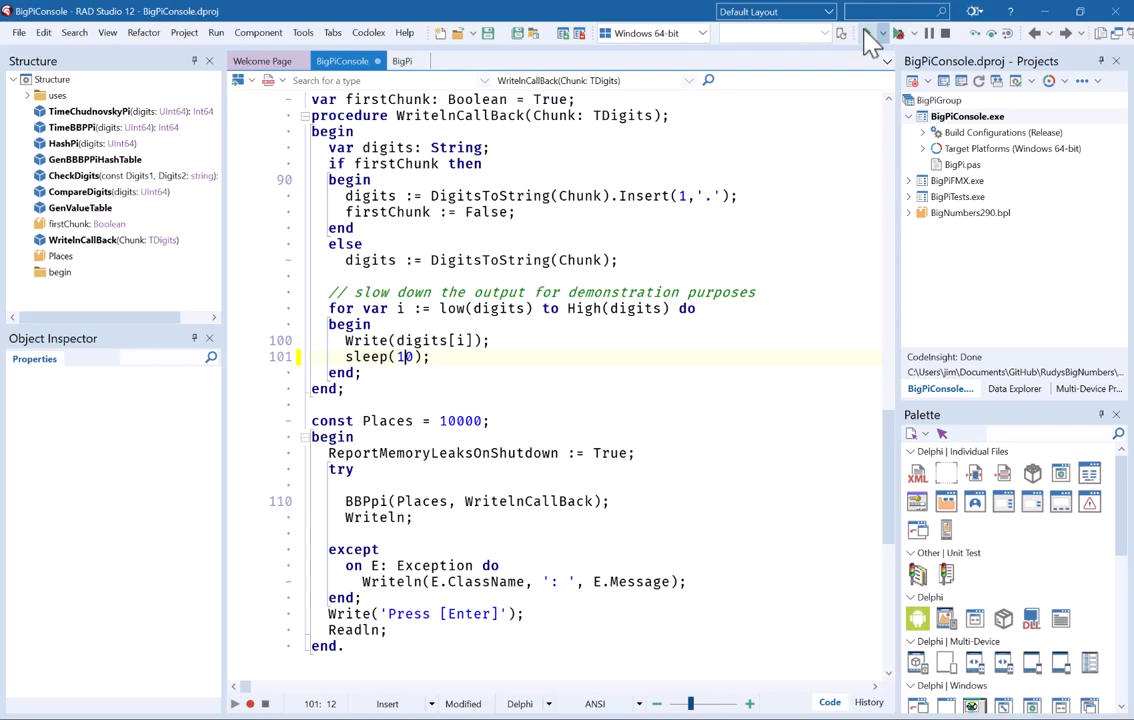 BigPiConsole - RAD Studio 12 - BigPiConsole.dproj
Default Layout
File Edit Search View Refactor Project Run Component Tools Tabs Codolex Help
Windows 64-bit
Structure
Structure
uses
TimeChudnovskyPi(digits: UInt64): Int64
TimeBBPPi(digits: UInt64): Int64
HashPi(digits: UInt64)
GenBBBPPiHashTable
CheckDigits(const Digits1, Digits2: string):
CompareDigits(digits: UInt64)
GenValueTable
firstChunk: Boolean
WritelnCallBack(Chunk: TDigits)
Places
begin
Object Inspector
Properties
Welcome Page BigPiConsole BigPi
Search for a type WritelnCallBack(Chunk: TDigits)
var firstChunk: Boolean = True;
procedure WritelnCallBack(Chunk: TDigits);
begin
var digits: String;
if firstChunk then
90 begin
digits := DigitsToString(Chunk).Insert(1,'.');
firstChunk := False;
end
else
digits := DigitsToString(Chunk);
// slow down the output for demonstration purposes
for var i := low(digits) to High(digits) do
begin
100 Write(digits[i]);
101 sleep(10);
end;
end;
const Places = 10000;
begin
ReportMemoryLeaksOnShutdown := True;
try
110 BBPpi(Places, WritelnCallBack);
Writeln;
except
on E: Exception do
Writeln(E.ClassName, ': ', E.Message);
end;
Write('Press [Enter]');
Readln;
end.
101: 12 Insert Modified Delphi ANSI Code History
BigPiConsole.dproj - Projects
BigPiGroup
BigPiConsole.exe
Build Configurations (Release)
Target Platforms (Windows 64-bit)
BigPi.pas
BigPiFMX.exe
BigPiTests.exe
BigNumbers290.bpl
CodeInsight: Done
C:\Users\jim\Documents\GitHub\RudysBigNumbers\...
BigPiConsole.... Data Explorer Multi-Device Pr...
Palette
Delphi | Individual Files
XML
Other | Unit Test
Delphi
DLL
Delphi | Multi-Device
Delphi | Windows